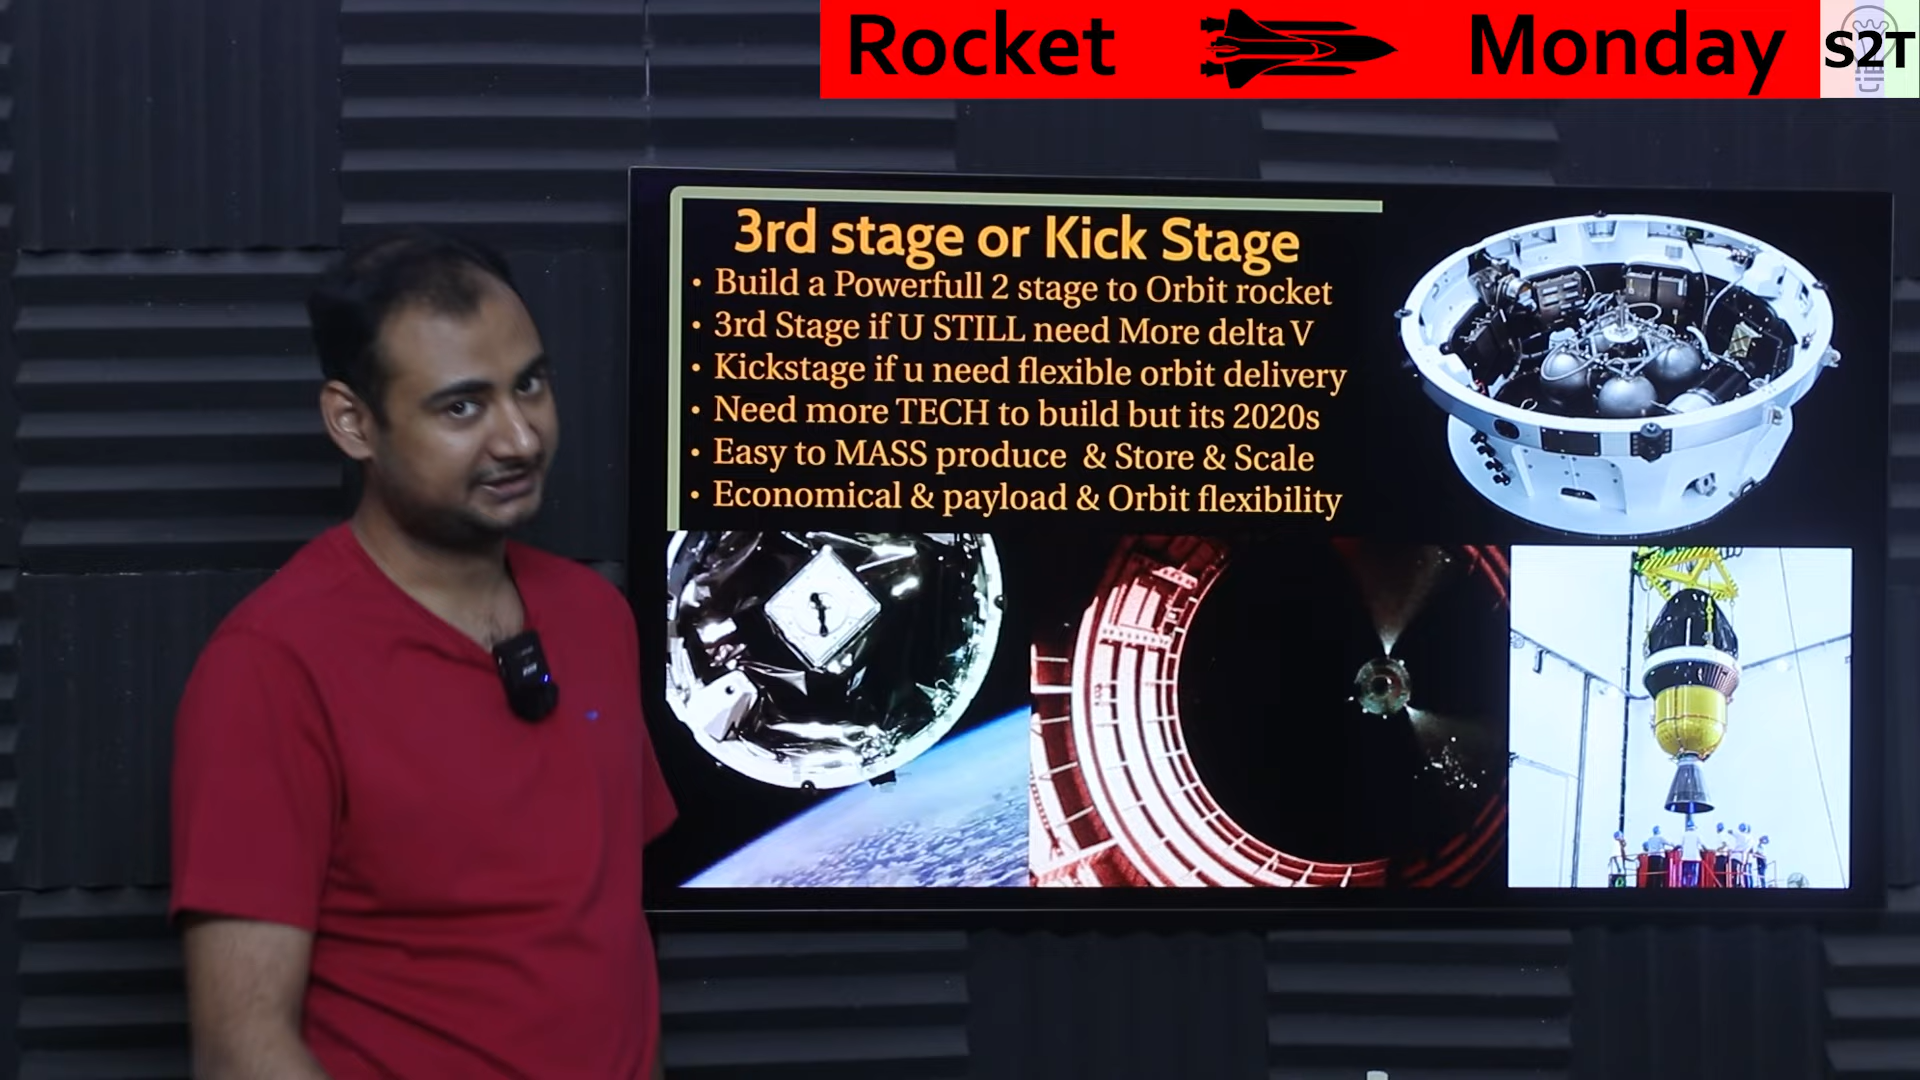 Rocket Monday S2T
3rd stage or Kick Stage
• Build a Powerfull 2 stage to Orbit rocket
• 3rd Stage if U STILL need More delta V
• Kickstage if u need flexible orbit delivery
• Need more TECH to build but its 2020s
• Easy to MASS produce & Store & Scale
• Economical & payload & Orbit flexibility